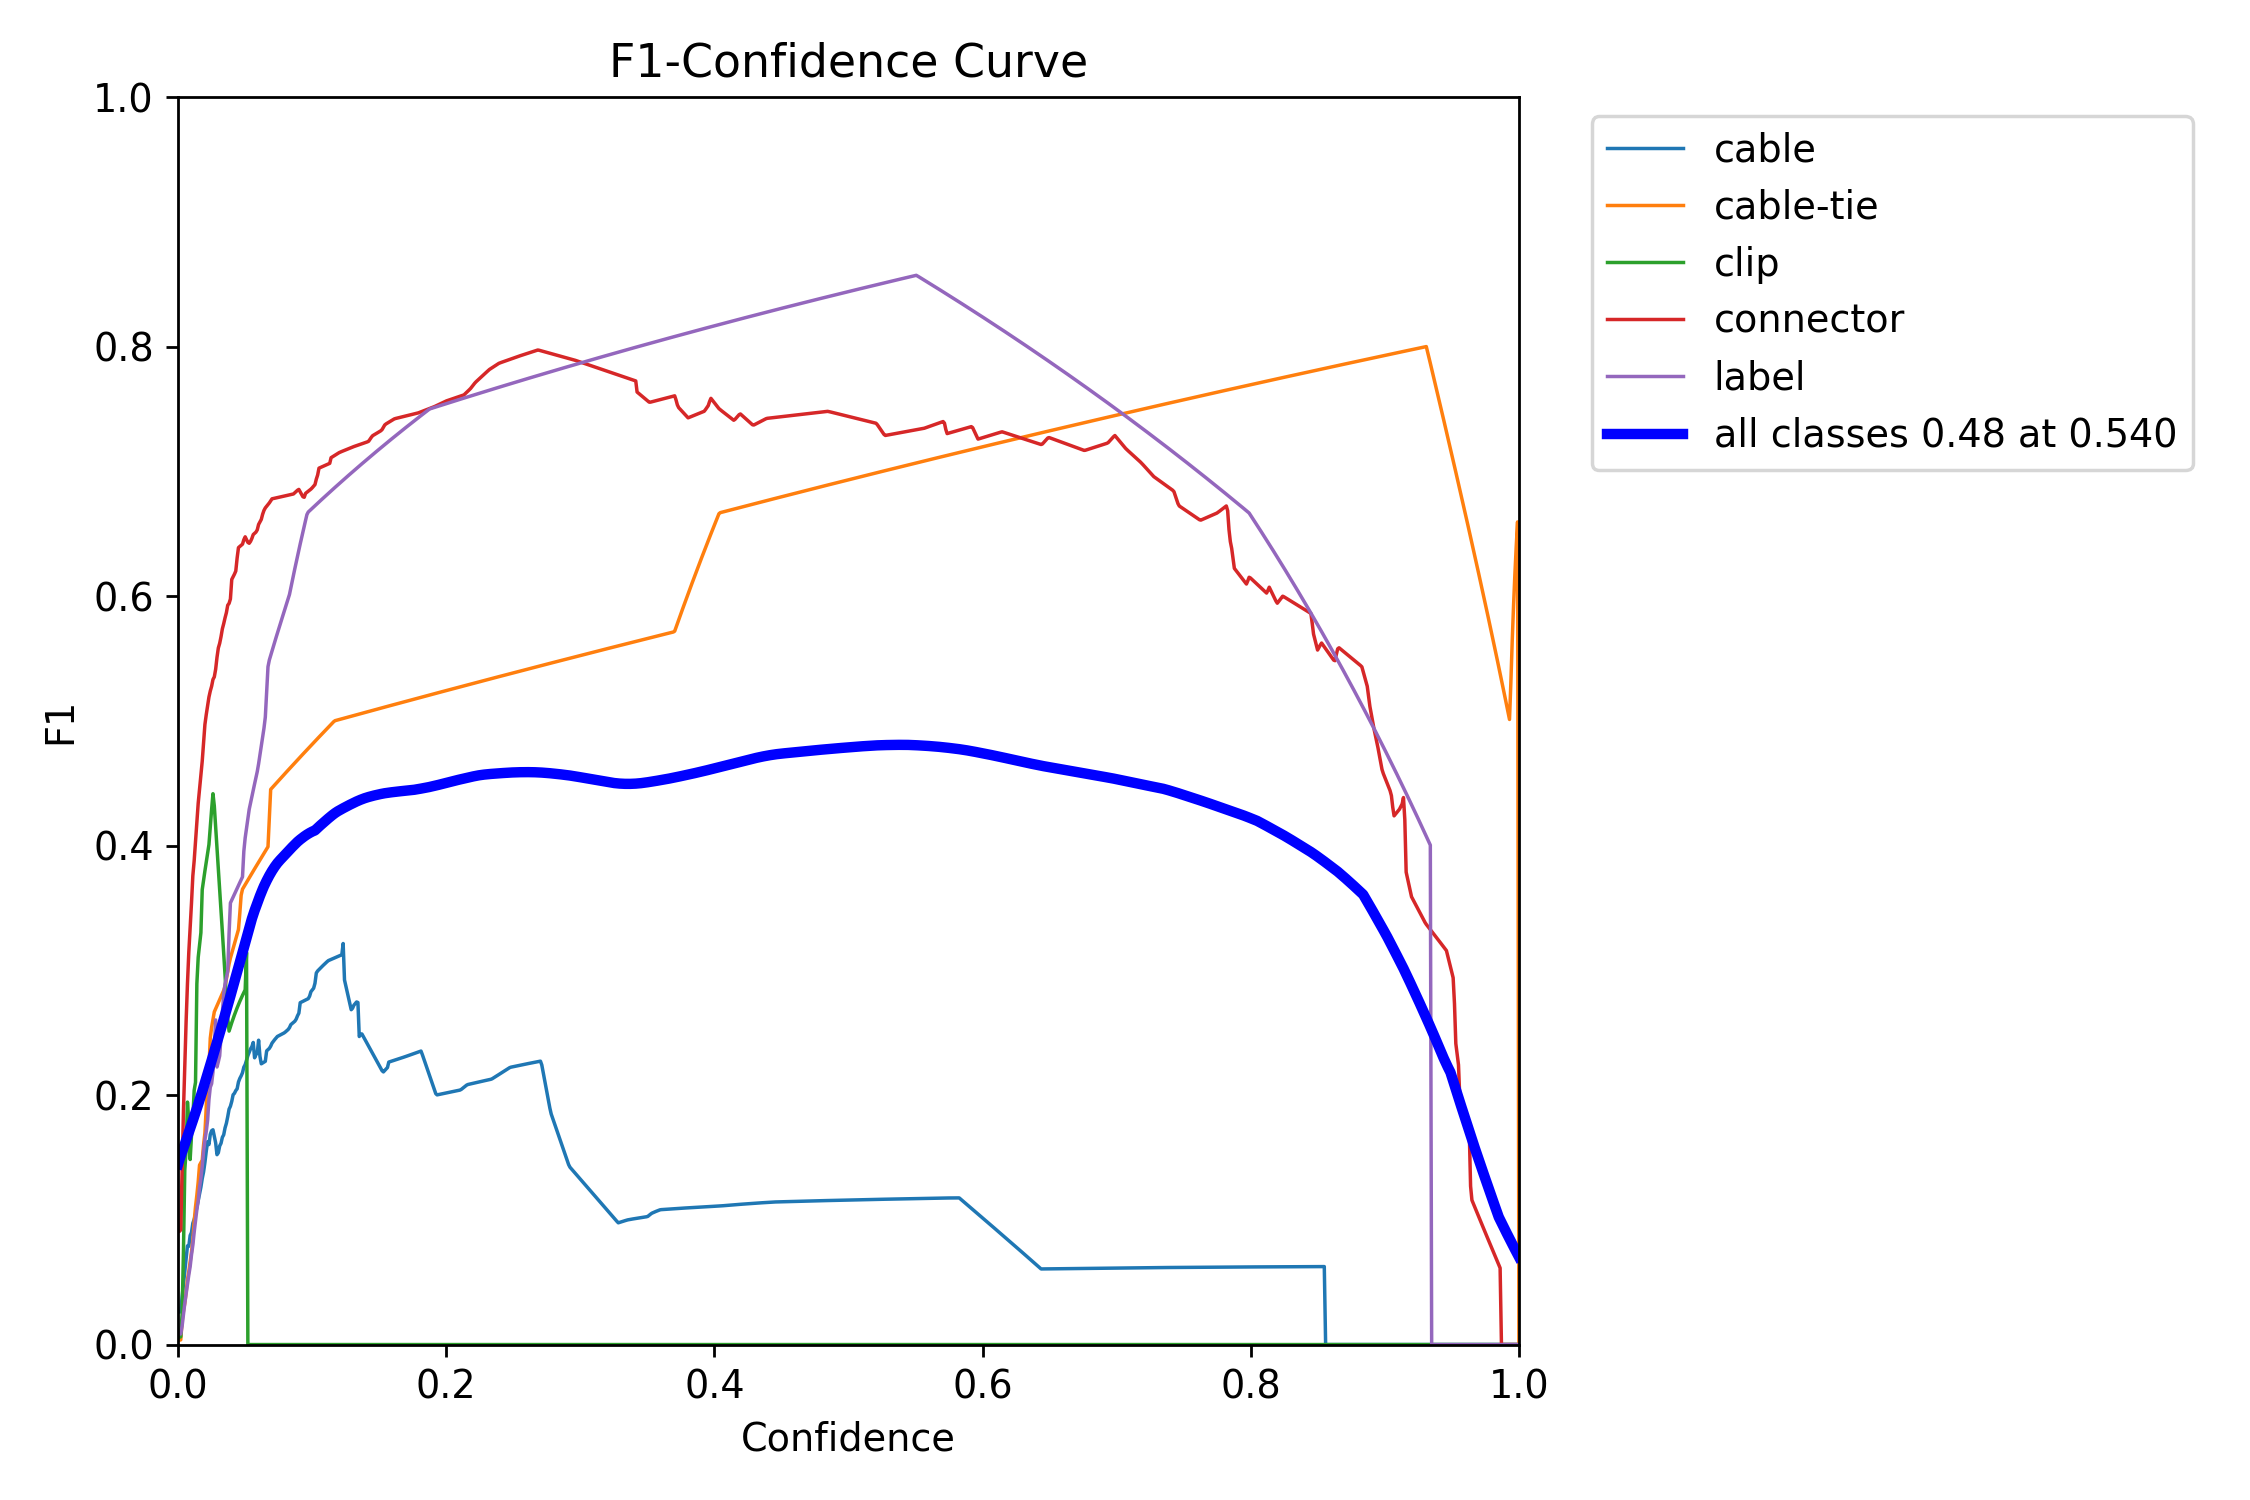 F1-Confidence Curve
1.0
0.8
0.6
0.4
0.2
0.0
F1
0.0 0.2 0.4 0.6 0.8 1.0
Confidence
cable
cable-tie
clip
connector
label
all classes 0.48 at 0.540